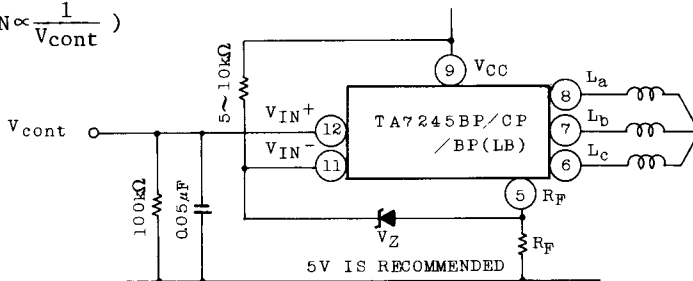 N∝ 1/Vcont )
9 VCC
5~10kΩ
8 La
TA7245BP/CP
/BP(LB)
Vcont
VIN+
12
7 Lb
VIN-
11
6 Lc
5 RF
100kΩ
0.05μF
VZ
RF
5V IS RECOMMENDED